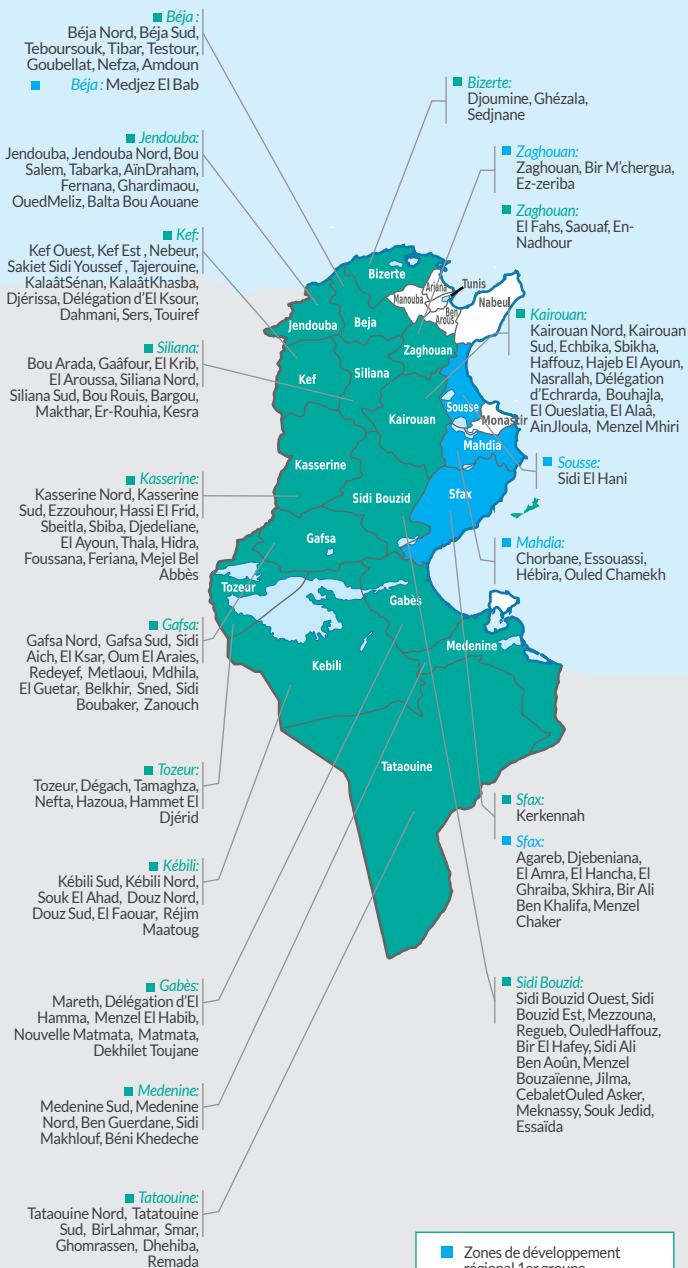 Béja :
Béja Nord, Béja Sud,
Teboursouk, Tibar, Testour,
Goubellat, Nefza, Amdoun
Béja : Medjez El Bab
Jendouba:
Jendouba, Jendouba Nord, Bou
Salem, Tabarka, AïnDraham,
Fernana, Ghardimaou,
OuedMeliz, Balta Bou Aouane
Kef:
Kef Ouest, Kef Est , Nebeur,
Sakiet Sidi Youssef , Tajerouine,
KalaâtSénan, KalaâtKhasba,
Djérissa, Délégation d'El Ksour,
Dahmani, Sers, Touiref
Siliana:
Bou Arada, Gaâfour, El Krib,
El Aroussa, Siliana Nord,
Siliana Sud, Bou Rouis, Bargou,
Makthar, Er-Rouhia, Kesra
Kasserine:
Kasserine Nord, Kasserine
Sud, Ezzouhour, Hassi El Frid,
Sbeitla, Sbiba, Djedeliane,
El Ayoun, Thala, Hidra,
Foussana, Feriana, Mejel Bel
Abbès
Gafsa:
Gafsa Nord, Gafsa Sud, Sidi
Aich, El Ksar, Oum El Araies,
Redeyef, Metlaoui, Mdhila,
El Guetar, Belkhir, Sned, Sidi
Boubaker, Zanouch
Tozeur:
Tozeur, Dégach, Tamaghza,
Nefta, Hazoua, Hammet El
Djérid
Kébili:
Kébili Sud, Kébili Nord,
Souk El Ahad, Douz Nord,
Douz Sud, El Faouar, Réjim
Maatoug
Gabès:
Mareth, Délégation d'El
Hamma, Menzel El Habib,
Nouvelle Matmata, Matmata,
Dekhilet Toujane
Medenine:
Medenine Sud, Medenine
Nord, Ben Guerdane, Sidi
Makhlouf, Béni Khedeche
Tataouine:
Tataouine Nord, Tatatouine
Sud, BirLahmar, Smar,
Ghomrassen, Dhehiba,
Remada
Bizerte
Ariana
Tunis
Manouba
Ben
Arous
Nabeul
Jendouba
Beja
Zaghouan
Kef
Siliana
Sousse
Kairouan
Monastir
Mahdia
Kasserine
Sidi Bouzid
Sfax
Gafsa
Tozeur
Gabès
Kebili
Medenine
Tataouine
Bizerte:
Djoumine, Ghézala,
Sedjnane
Zaghouan:
Zaghouan, Bir M'chergua,
Ez-zeriba
Zaghouan:
El Fahs, Saouaf, En-
Nadhour
Kairouan:
Kairouan Nord, Kairouan
Sud, Echbika, Sbikha,
Haffouz, Hajeb El Ayoun,
Nasrallah, Délégation
d'Echrarda, Bouhajla,
El Oueslatia, El Alaâ,
AinJloula, Menzel Mhiri
Sousse:
Sidi El Hani
Mahdia:
Chorbane, Essouassi,
Hébira, Ouled Chamekh
Sfax:
Kerkennah
Sfax:
Agareb, Djebeniana,
El Amra, El Hancha, El
Ghraiba, Skhira, Bir Ali
Ben Khalifa, Menzel
Chaker
Sidi Bouzid:
Sidi Bouzid Ouest, Sidi
Bouzid Est, Mezzouna,
Regueb, OuledHaffouz,
Bir El Hafey, Sidi Ali
Ben Aoûn, Menzel
Bouzaïenne, Jilma,
CebaletOuled Asker,
Meknassy, Souk Jedid,
Essaïda
Zones de développement
régional 1er groupe